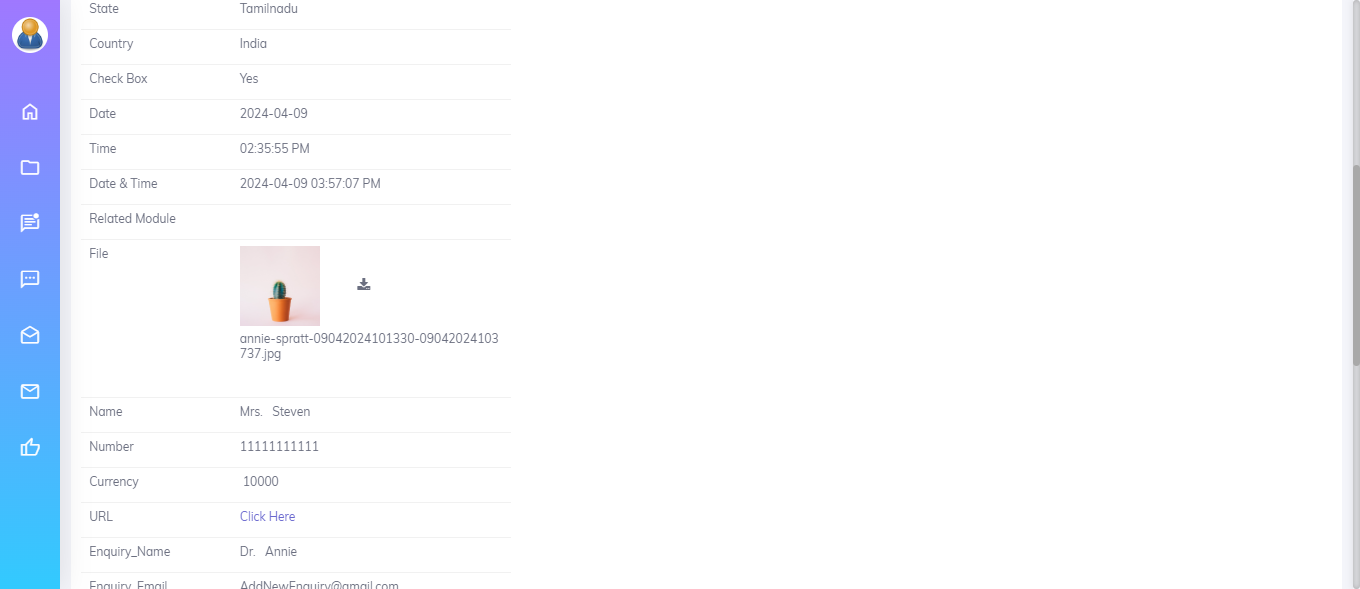 State Tamilnadu
Country India
Check Box Yes
Date 2024-04-09
Time 02:35:55 PM
Date & Time 2024-04-09 03:57:07 PM
Related Module
File
annie-spratt-09042024101330-09042024103
737.jpg
Name Mrs. Steven
Number 11111111111
Currency 10000
URL Click Here
Enquiry_Name Dr. Annie
Enquiry_Email AddNewEnquiry@gmail.com